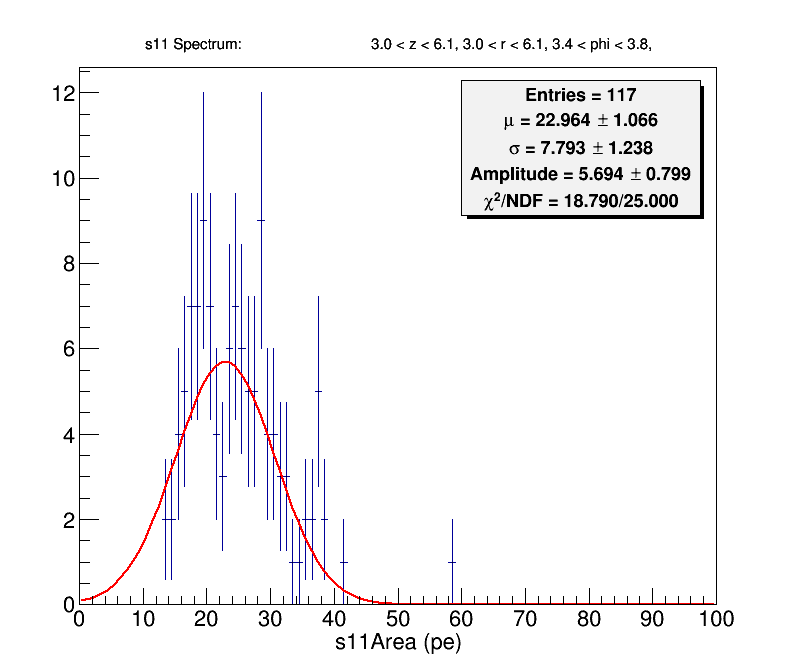 s11 Spectrum: 3.0 < z < 6.1, 3.0 < r < 6.1, 3.4 < phi < 3.8,
Entries = 117
μ = 22.964 ± 1.066
σ = 7.793 ± 1.238
Amplitude = 5.694 ± 0.799
χ²/NDF = 18.790/25.000
12
10
8
6
4
2
0
0 10 20 30 40 50 60 70 80 90 100
s11Area (pe)